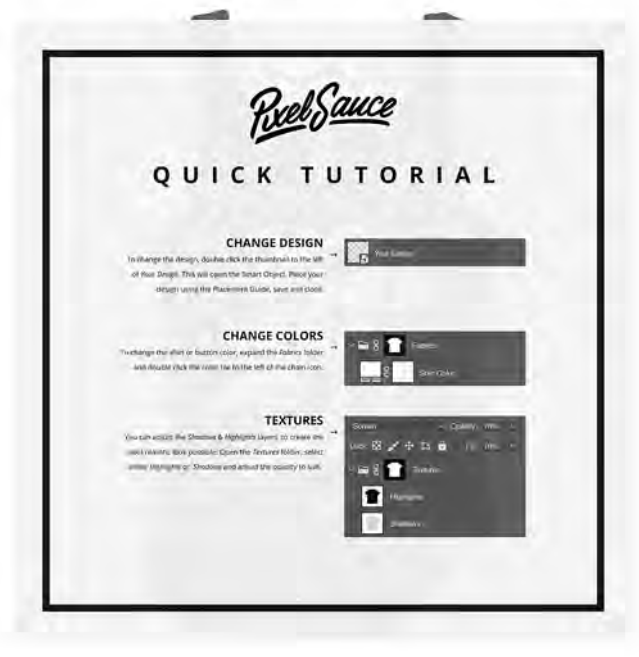 PixelSauce
QUICK TUTORIAL
CHANGE DESIGN
To change the design, double click the thumbnail to the left
of Your Design. This will open the Smart Object. Place your
design using the Placement Guide, save and close.
Your Design
CHANGE COLORS
To change the shirt or button color, expand the Fabrics folder
and double click the color tile to the left of the chain icon.
Fabrics
Shirt Color
TEXTURES
You can adjust the Shadows & Highlights layers to create the
most realistic look possible. Open the Textures folder, select
either Highlights or Shadows and adjust the opacity to suit.
Screen
Opacity: 70%
Lock:
Fill:
Textures
Highlights
Shadows